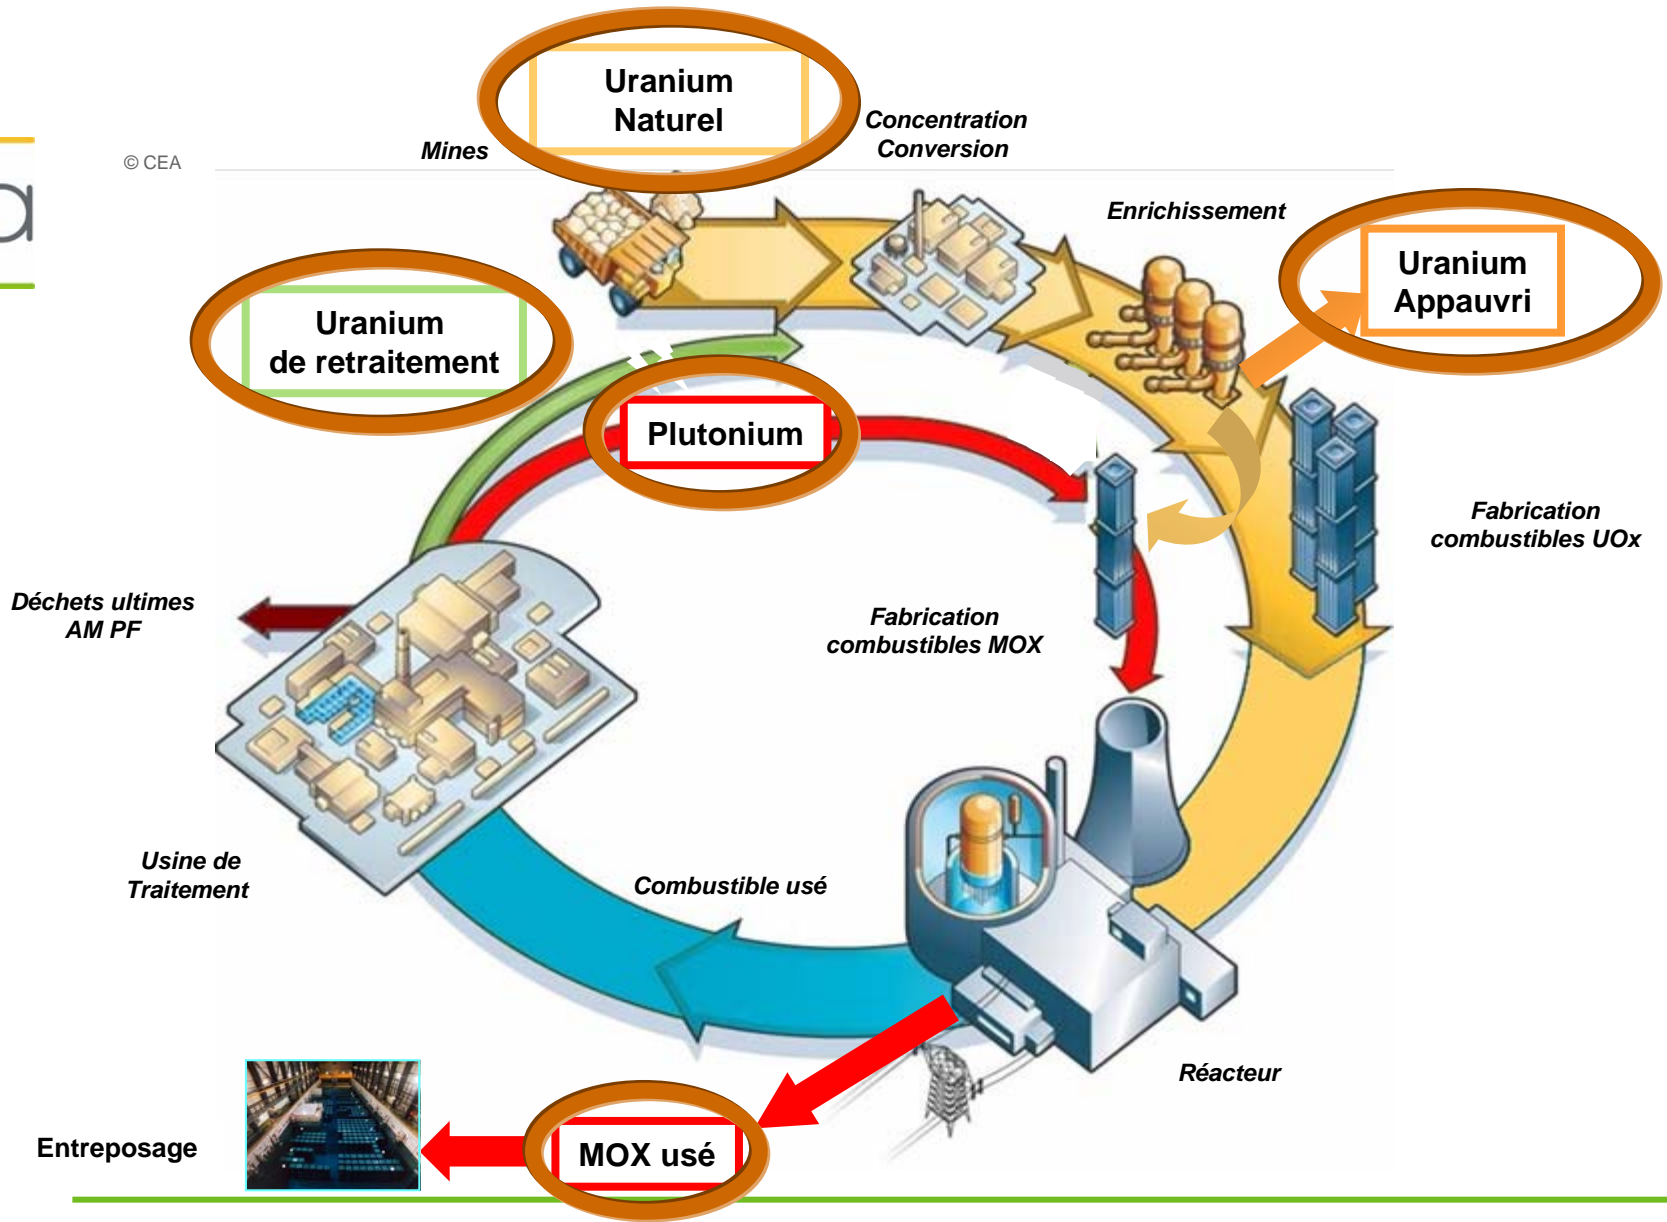 Uranium
Naturel
Concentration
Conversion
Mines
© CEA
Enrichissement
Uranium
Appauvri
Uranium
de retraitement
Plutonium
Fabrication
combustibles UOx
Déchets ultimes
AM PF
Fabrication
combustibles MOX
Usine de
Traitement
Combustible usé
Réacteur
Entreposage
MOX usé